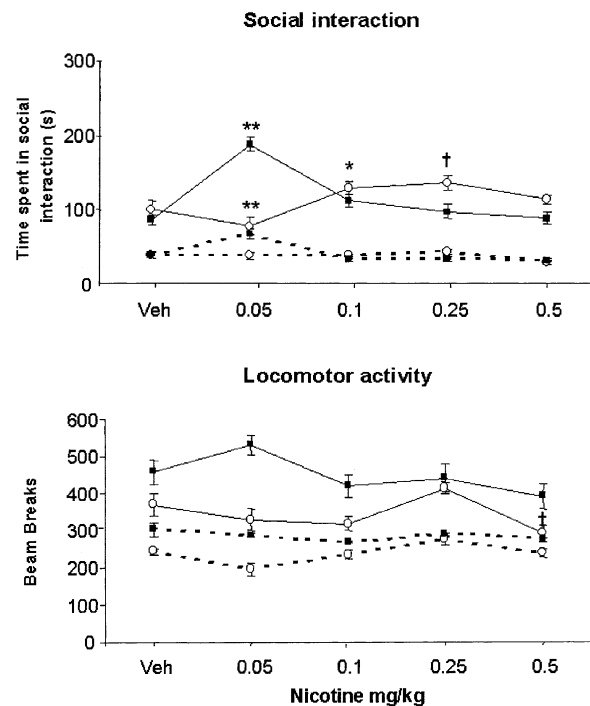 Social interaction
Time spent in social
interaction (s)
300
200
100
0
**
**
*
†
Veh 0.05 0.1 0.25 0.5
Locomotor activity
Beam Breaks
600
500
400
300
200
100
0
†
Veh 0.05 0.1 0.25 0.5
Nicotine mg/kg